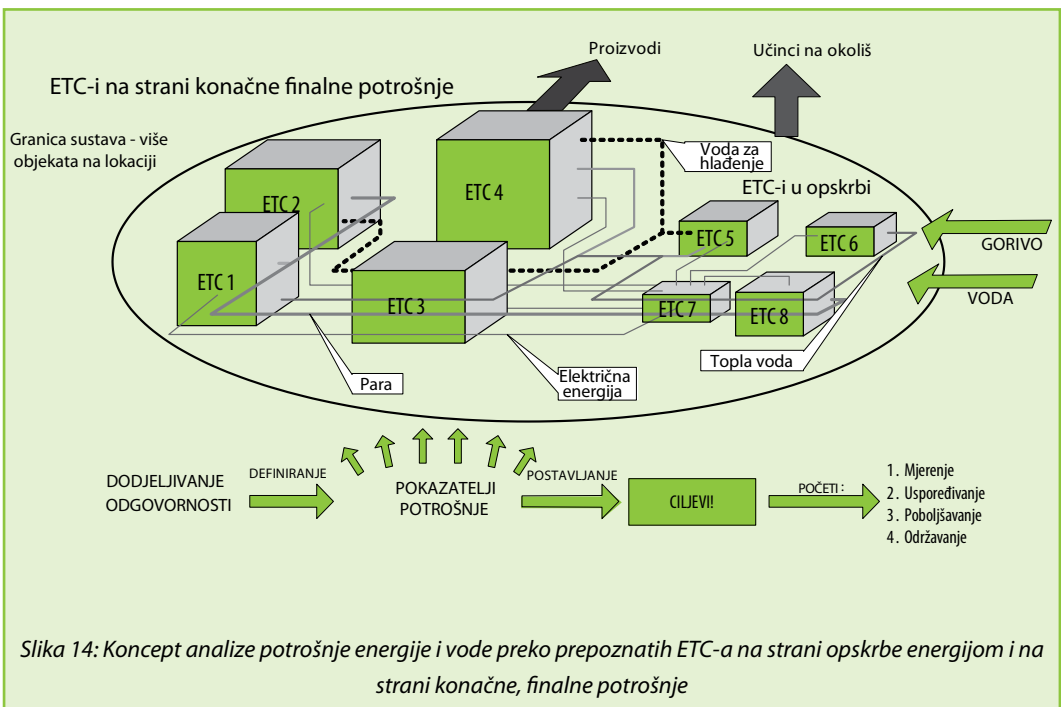 Proizvodi
Učinci na okoliš
ETC-i na strani konačne finalne potrošnje
Granica sustava - više
objekata na lokaciji
Voda za
hlađenje
ETC-i u opskrbi
ETC 1
ETC 2
ETC 3
ETC 4
ETC 5
ETC 6
ETC 7
ETC 8
GORIVO
VODA
Topla voda
Para
Električna
energija
DODJELJIVANJE
ODGOVORNOSTI
DEFINIRANJE
POKAZATELJI
POTROŠNJE
POSTAVLJANJE
CILJEVI!
POČETI :
1. Mjerenje
2. Uspoređivanje
3. Poboljšavanje
4. Održavanje
Slika 14: Koncept analize potrošnje energije i vode preko prepoznatih ETC-a na strani opskrbe energijom i na
strani konačne, finalne potrošnje